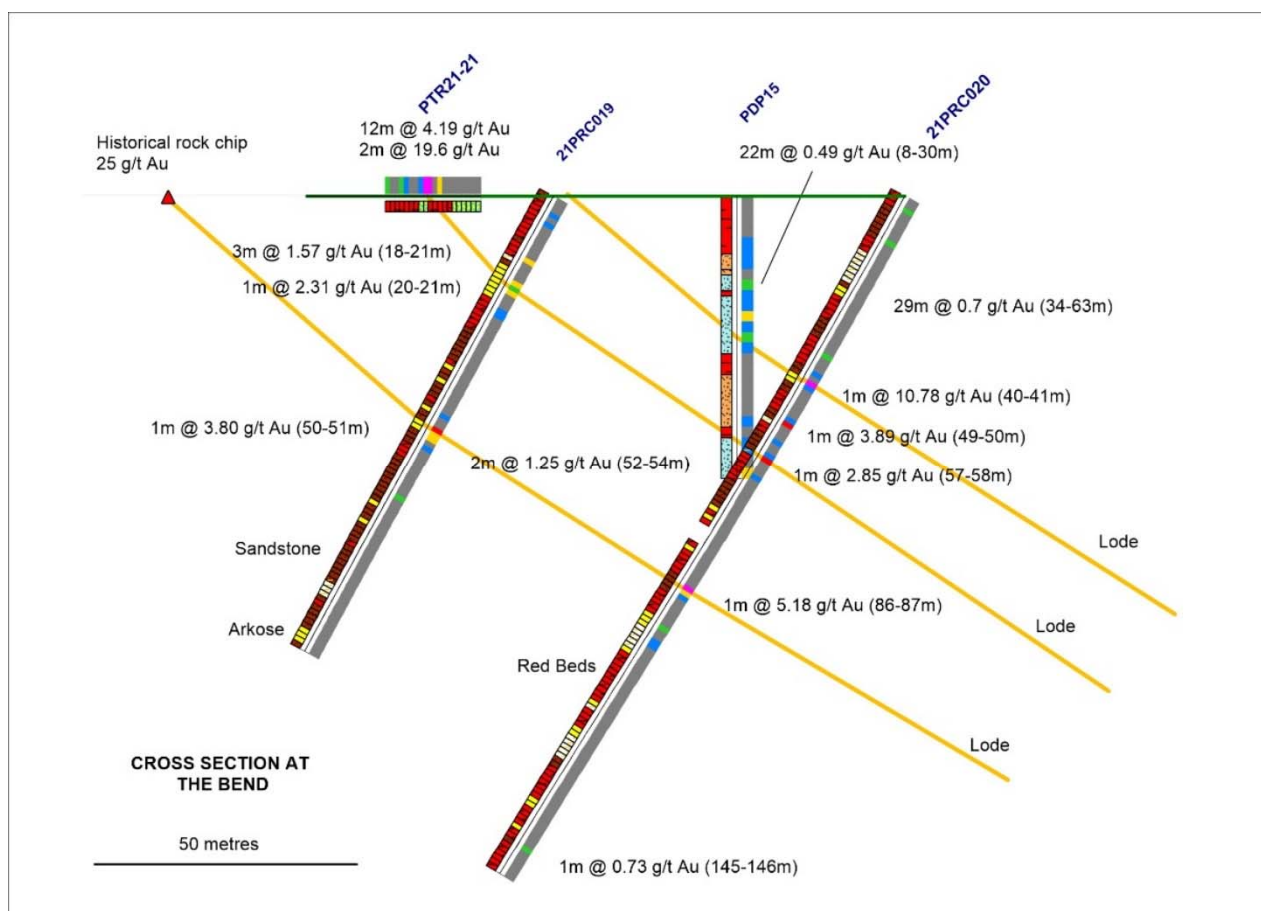 PTR21-21
12m @ 4.19 g/t Au
2m @ 19.6 g/t Au
21PRC019
PDP15
21PRC020
Historical rock chip
25 g/t Au
22m @ 0.49 g/t Au (8-30m)
3m @ 1.57 g/t Au (18-21m)
1m @ 2.31 g/t Au (20-21m)
29m @ 0.7 g/t Au (34-63m)
1m @ 10.78 g/t Au (40-41m)
1m @ 3.80 g/t Au (50-51m)
1m @ 3.89 g/t Au (49-50m)
2m @ 1.25 g/t Au (52-54m)
1m @ 2.85 g/t Au (57-58m)
Lode
Sandstone
1m @ 5.18 g/t Au (86-87m)
Lode
Arkose
Red Beds
Lode
CROSS SECTION AT
THE BEND
50 metres
1m @ 0.73 g/t Au (145-146m)